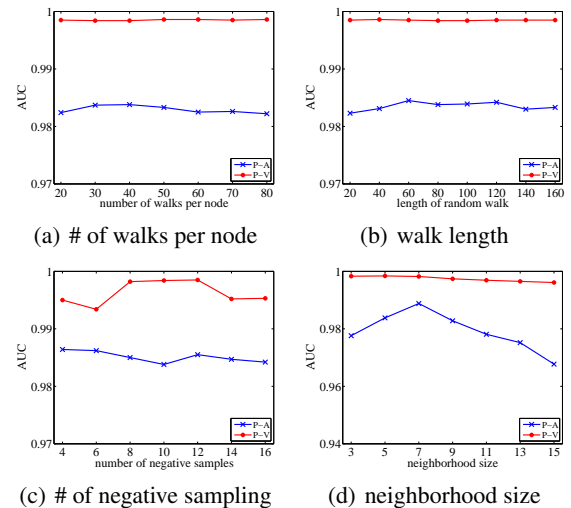 1
0.99
0.98
0.97
AUC
20 30 40 50 60 70 80
number of walks per node
P−A
P−V
(a) # of walks per node
1
0.99
0.98
0.97
AUC
20 40 60 80 100 120 140 160
length of random walk
P−A
P−V
(b) walk length
1
0.99
0.98
0.97
AUC
4 6 8 10 12 14 16
number of negative samples
P−A
P−V
(c) # of negative sampling
1
0.98
0.96
0.94
AUC
3 5 7 9 11 13 15
neighborhood size
P−A
P−V
(d) neighborhood size